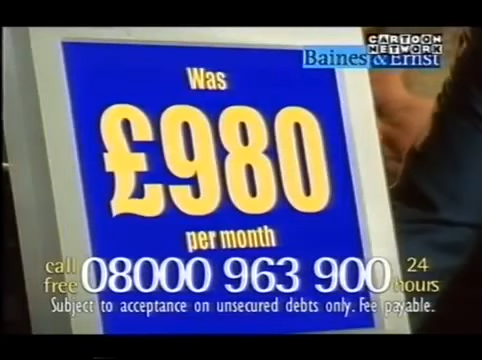 CARTOON
NETWORK
Baines & Ernst
Was
£980
per month
call free 08000 963 900 24 hours
Subject to acceptance on unsecured debts only. Fee payable.